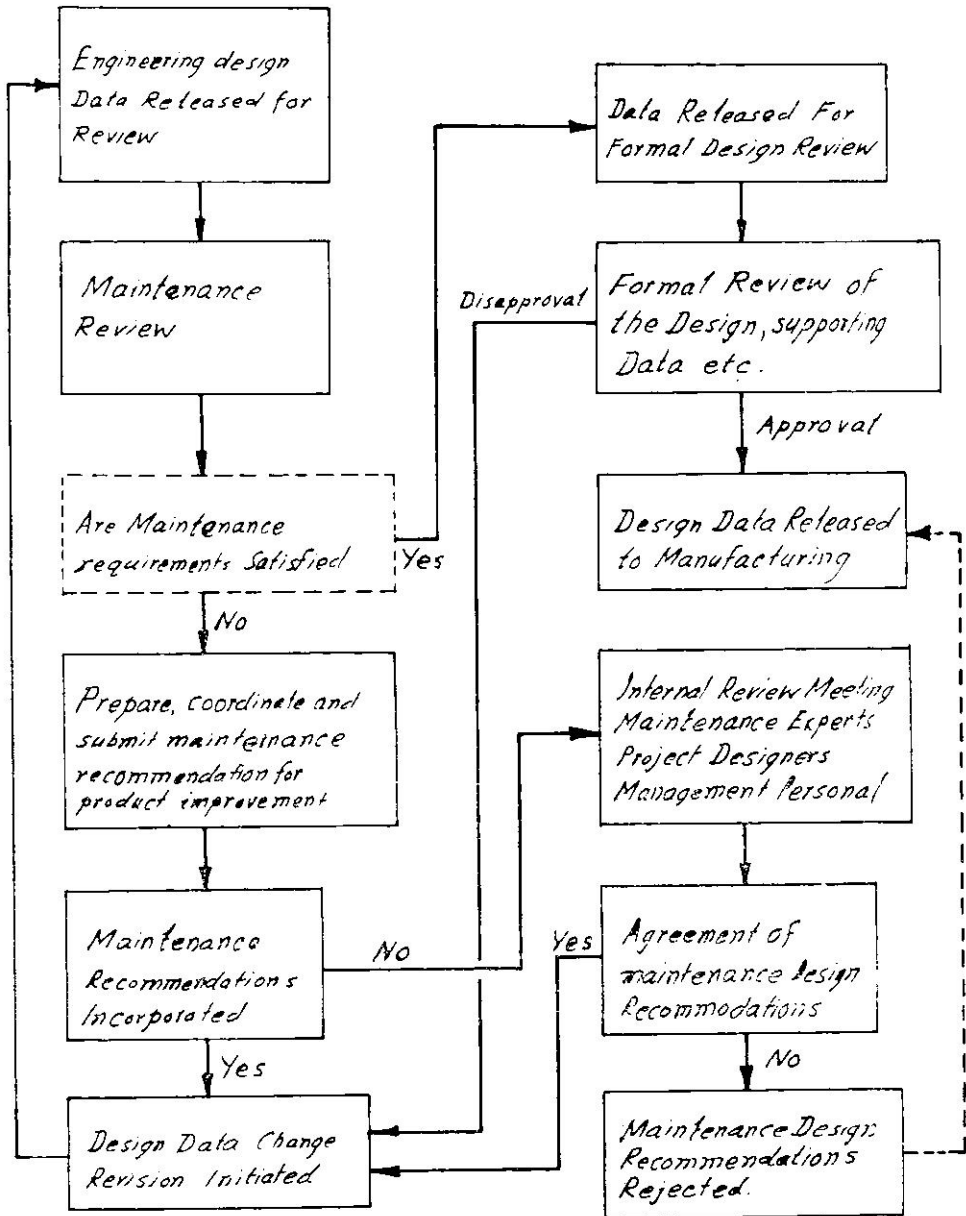 Engineering design
Data Released for
Review
Maintenance
Review
Are Maintenance
requirements Satisfied
Yes
No
Prepare, coordinate and
submit mainteinance
recommendation for
product improvement
Maintenance
Recommendations
Incorporated
No
Yes
Design Data Change
Revision Initiated
Data Released For
Formal Design Review
Disapproval
Formal Review of
the Design, supporting
Data etc.
Approval
Design Data Released
to Manufacturing
Internal Review Meeting
Maintenance Experts
Project Designers
Management Personal
Yes
Agreement of
maintenance Design
Recommodations
No
Maintenance Design
Recommendations
Rejected.